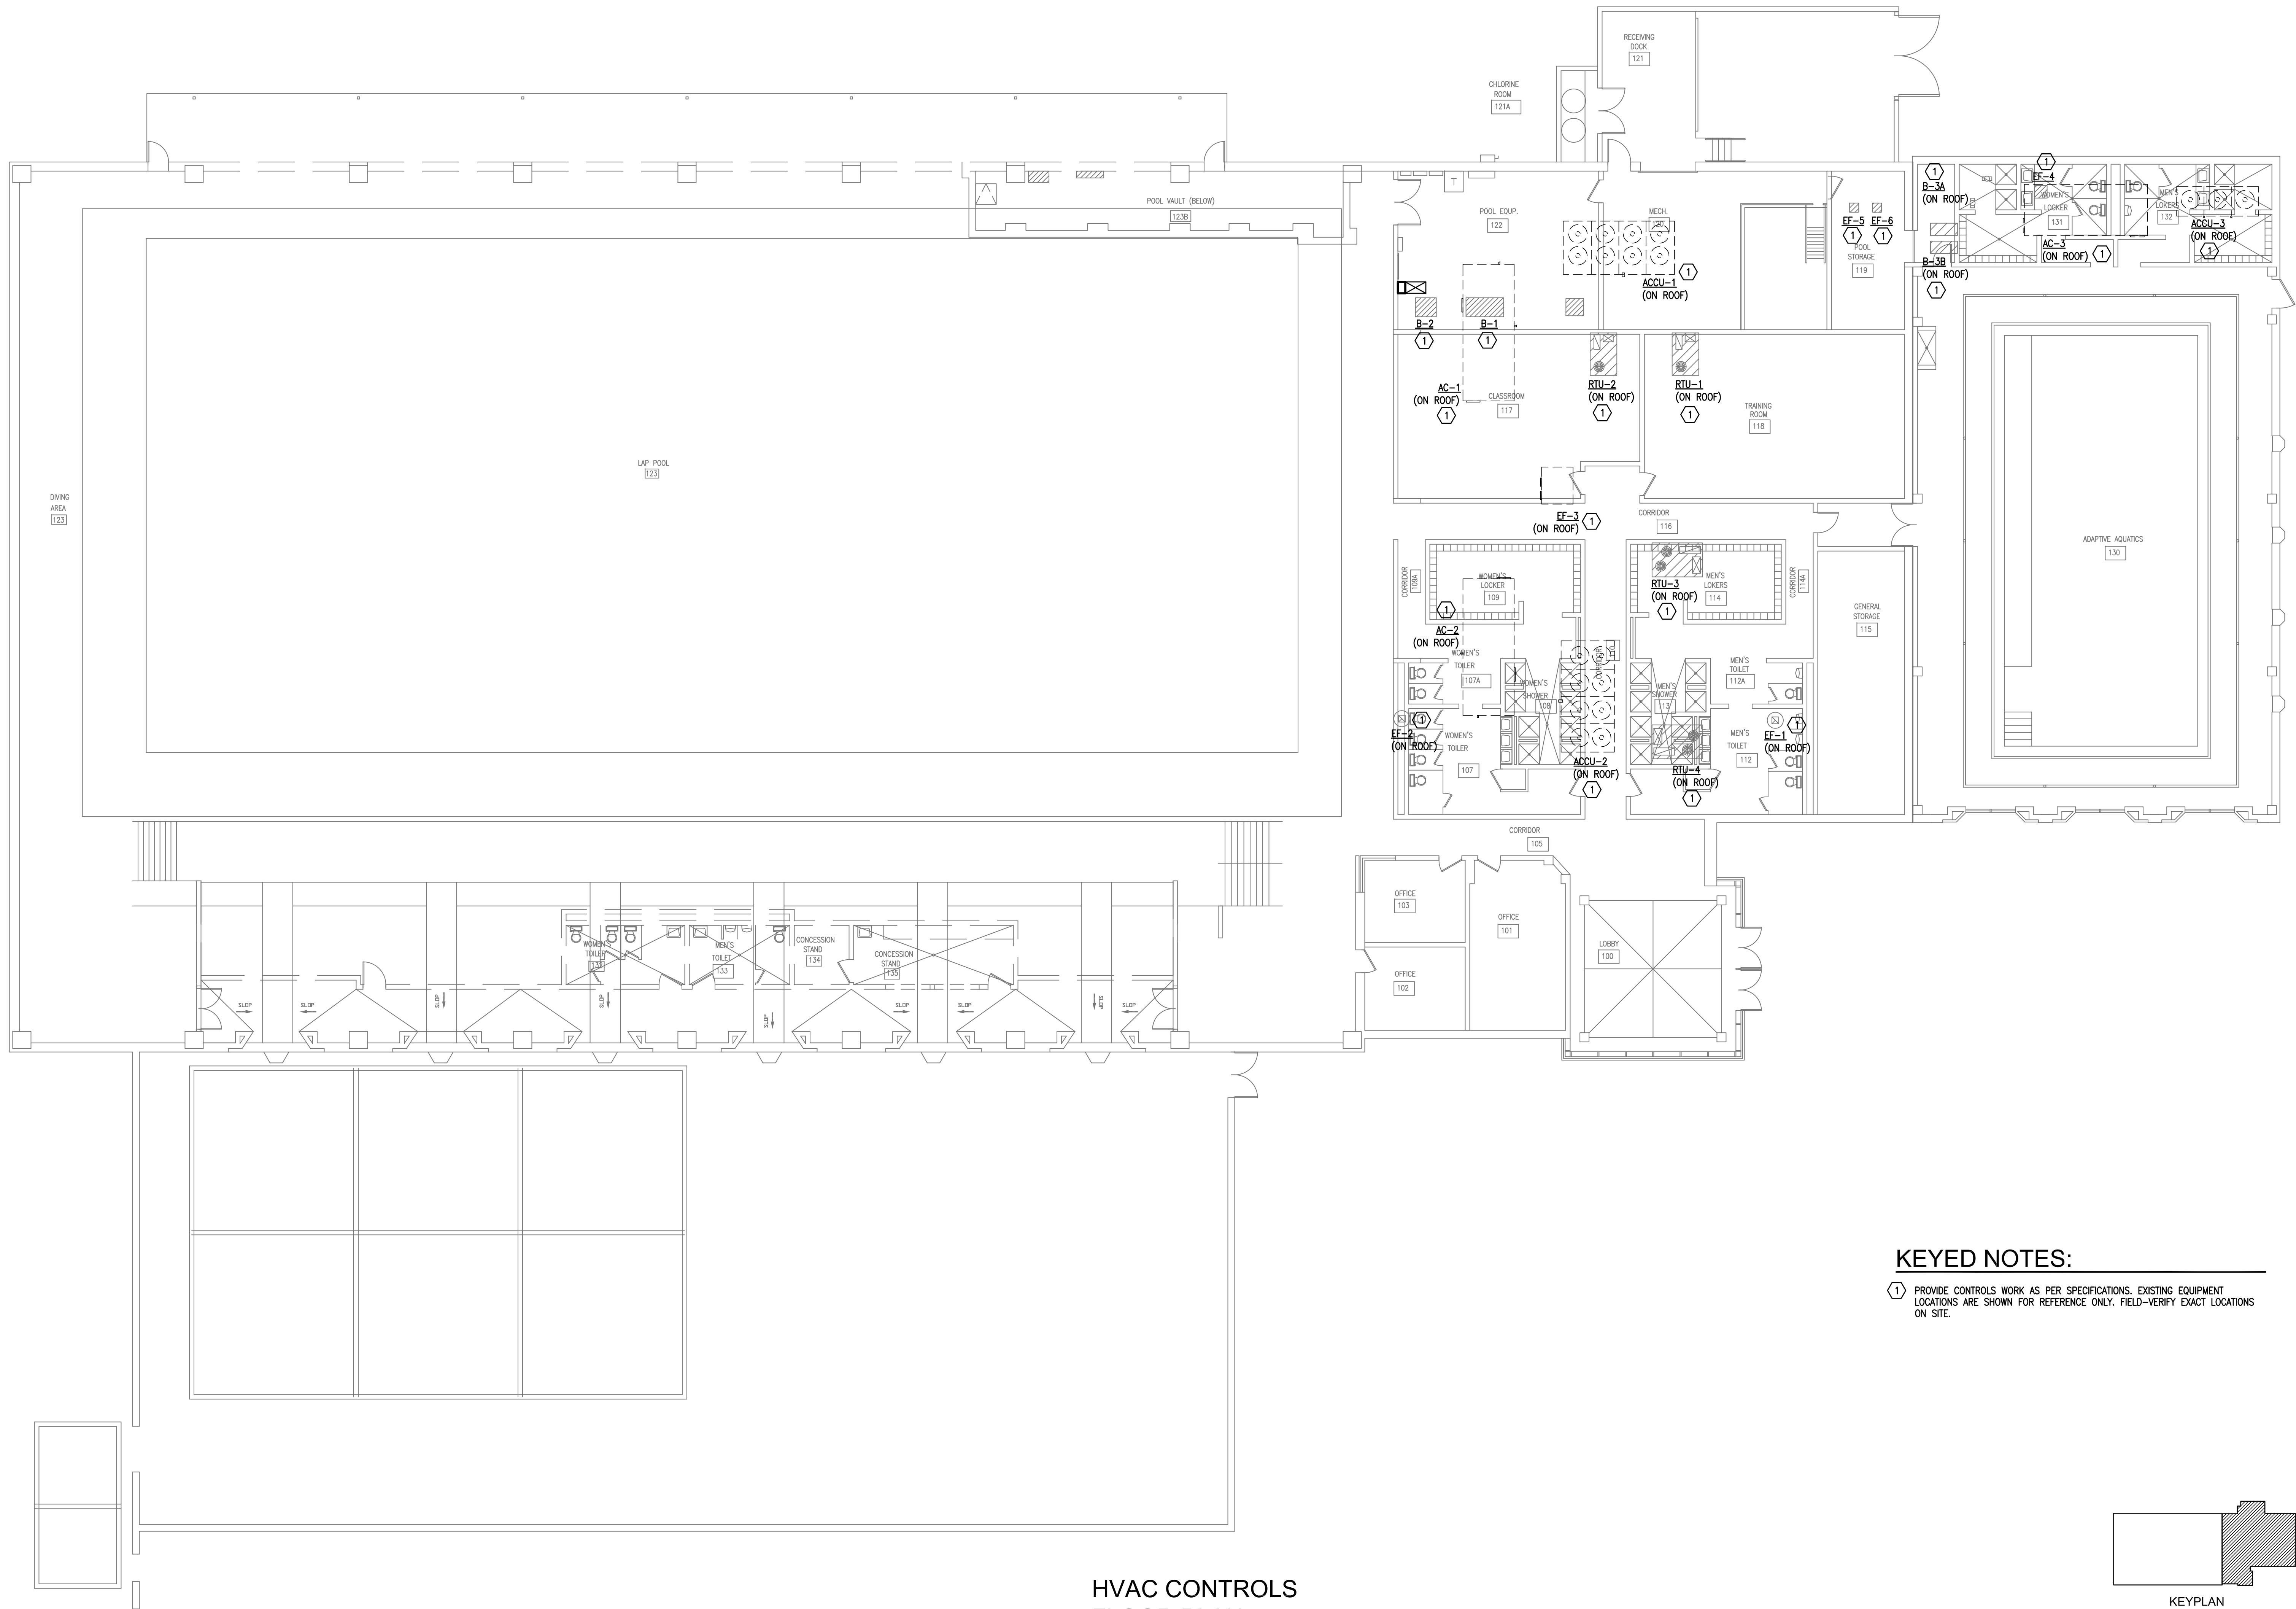 RECEIVING
DOCK
121
CHLORINE
ROOM
121A
POOL VAULT (BELOW)
123B
POOL EQUP.
122
T
MECH.
120
ACCU-1
(ON ROOF)
1
EF-5
1
EF-6
1
POOL
STORAGE
119
1
B-3A
(ON ROOF)
B-3B
(ON ROOF)
1
1
EF-4
WOMEN'S
LOCKER
131
MEN'S
LOKERS
132
AC-3
(ON ROOF)
1
ACCU-3
(ON ROOF)
1
B-2
1
B-1
1
AC-1
(ON ROOF)
1
CLASSROOM
117
RTU-2
(ON ROOF)
1
RTU-1
(ON ROOF)
1
TRAINING
ROOM
118
LAP POOL
123
DIVING
AREA
123
EF-3
(ON ROOF)
1
CORRIDOR
116
ADAPTIVE AQUATICS
130
CORRIDOR
109A
WOMEN'S
LOCKER
109
1
AC-2
(ON ROOF)
RTU-3
(ON ROOF)
1
MEN'S
LOKERS
114
CORRIDOR
114A
GENERAL
STORAGE
115
WOMEN'S
TOILER
107A
WOMEN'S
SHOWER
108
CORRIDOR
MEN'S
SHOWER
113
MEN'S
TOILET
112A
1
EF-2
(ON ROOF)
WOMEN'S
TOILER
107
ACCU-2
(ON ROOF)
1
RTU-4
(ON ROOF)
1
MEN'S
TOILET
112
1
EF-1
(ON ROOF)
CORRIDOR
105
OFFICE
103
OFFICE
101
OFFICE
102
LOBBY
100
WOMEN'S
TOILER
MEN'S
TOILET
133
CONCESSION
STAND
134
CONCESSION
STAND
135
SLOP
SLOP
SLOP
SLOP
SLOP
SLOP
SLOP
SLOP
SLOP
KEYED NOTES:
1 PROVIDE CONTROLS WORK AS PER SPECIFICATIONS. EXISTING EQUIPMENT
LOCATIONS ARE SHOWN FOR REFERENCE ONLY. FIELD-VERIFY EXACT LOCATIONS
ON SITE.
HVAC CONTROLS
KEYPLAN